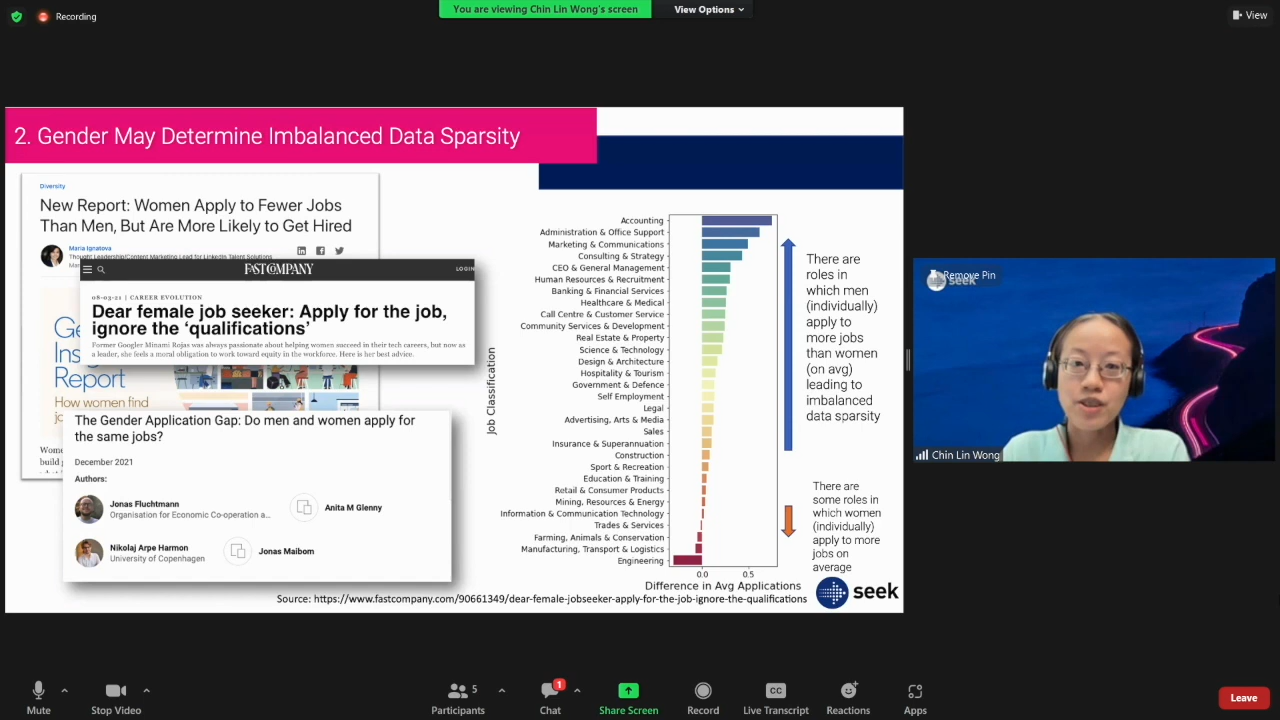 Recording
You are viewing Chin Lin Wong's screen
View Options
View
2. Gender May Determine Imbalanced Data Sparsity
Diversity
New Report: Women Apply to Fewer Jobs
Than Men, But Are More Likely to Get Hired
Maria Ignatova
Thought Leadership/Content Marketing Lead for LinkedIn Talent Solutions
FAST COMPANY
LOGIN
08-03-21 | CAREER EVOLUTION
Dear female job seeker: Apply for the job,
ignore the ‘qualifications’
Former Googler Minami Rojas was always passionate about helping women succeed in their tech careers, but now as
a leader, she feels a moral obligation to work toward equity in the workforce. Here is her best advice.
Report
How women find
The Gender Application Gap: Do men and women apply for
the same jobs?
December 2021
Authors:
Jonas Fluchtmann
Organisation for Economic Co-operation a...
Anita M Glenny
Nikolaj Arpe Harmon
University of Copenhagen
Jonas Maibom
Job Classification
Accounting
Administration & Office Support
Marketing & Communications
Consulting & Strategy
CEO & General Management
Human Resources & Recruitment
Banking & Financial Services
Healthcare & Medical
Call Centre & Customer Service
Community Services & Development
Real Estate & Property
Science & Technology
Design & Architecture
Hospitality & Tourism
Government & Defence
Self Employment
Legal
Advertising, Arts & Media
Sales
Insurance & Superannuation
Construction
Sport & Recreation
Education & Training
Retail & Consumer Products
Mining, Resources & Energy
Information & Communication Technology
Trades & Services
Farming, Animals & Conservation
Manufacturing, Transport & Logistics
Engineering
0.0 0.5
Difference in Avg Applications
There are
roles in
which men
(individually)
apply to
more jobs
than women
(on avg)
leading to
imbalanced
data sparsity
There are
some roles in
which women
(individually)
apply to more
jobs on
average
seek
Source: https://www.fastcompany.com/90661349/dear-female-jobseeker-apply-for-the-job-ignore-the-qualifications
Remove Pin
seek
Chin Lin Wong
Mute
Stop Video
5
Participants
1
Chat
Share Screen
Record
CC
Live Transcript
Reactions
Apps
Leave